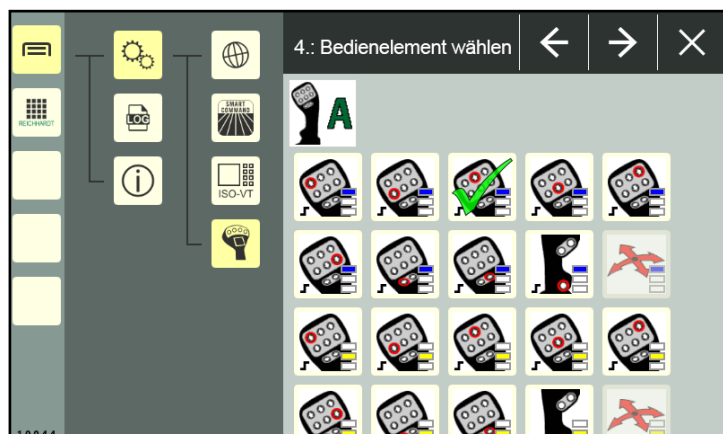 4.: Bedienelement wählen
A
SMART
COMMAND
REICHHARDT
LOG
ISO-VT